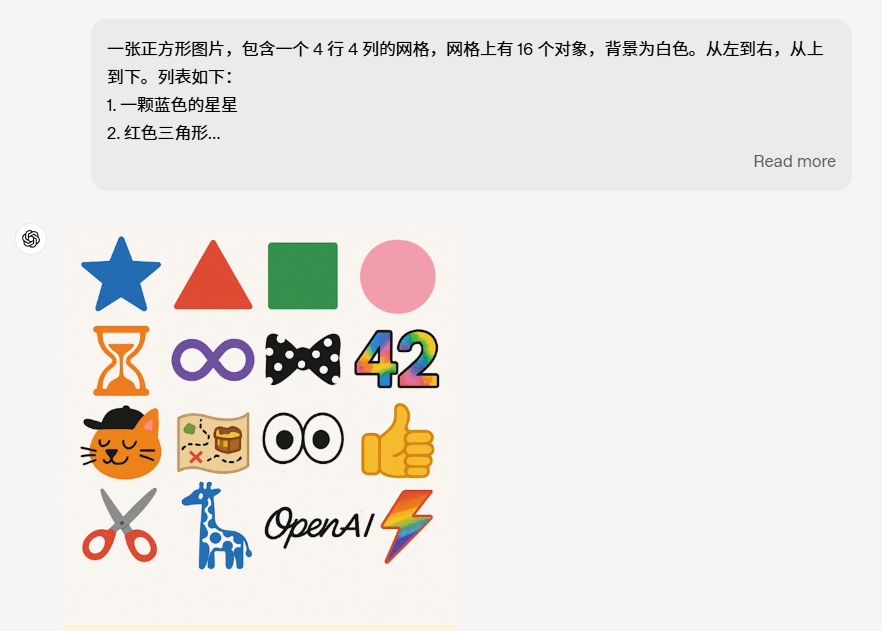 一张正方形图片，包含一个 4 行 4 列的网格，网格上有 16 个对象，背景为白色。从左到右，从上
到下。列表如下：
1. 一颗蓝色的星星
2. 红色三角形...
Read more
42
OpenAI